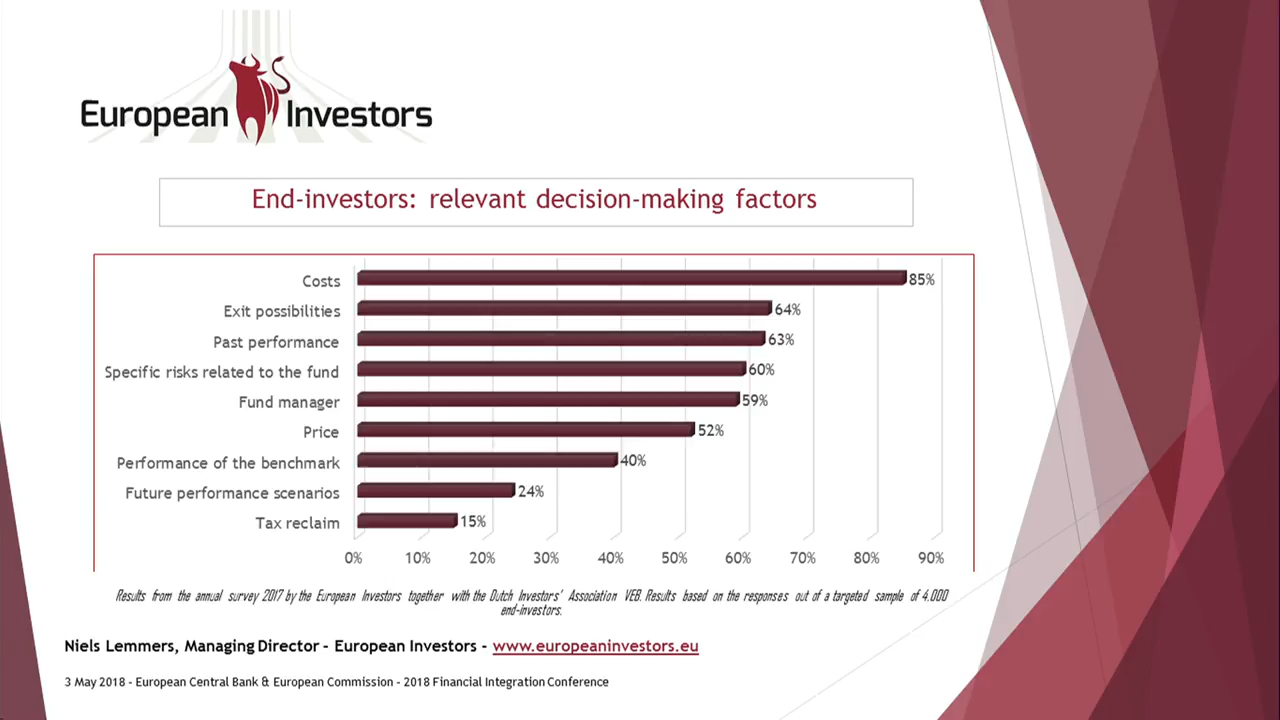 European Investors
End-investors: relevant decision-making factors
Costs 85%
Exit possibilities 64%
Past performance 63%
Specific risks related to the fund 60%
Fund manager 59%
Price 52%
Performance of the benchmark 40%
Future performance scenarios 24%
Tax reclaim 15%
0% 10% 20% 30% 40% 50% 60% 70% 80% 90%
Results from the annual survey 2017 by the European Investors together with the Dutch Investors' Association VEB. Results based on the responses out of a targeted sample of 4.000
end-investors.
Niels Lemmers, Managing Director - European Investors - www.europeaninvestors.eu
3 May 2018 - European Central Bank & European Commission - 2018 Financial Integration Conference